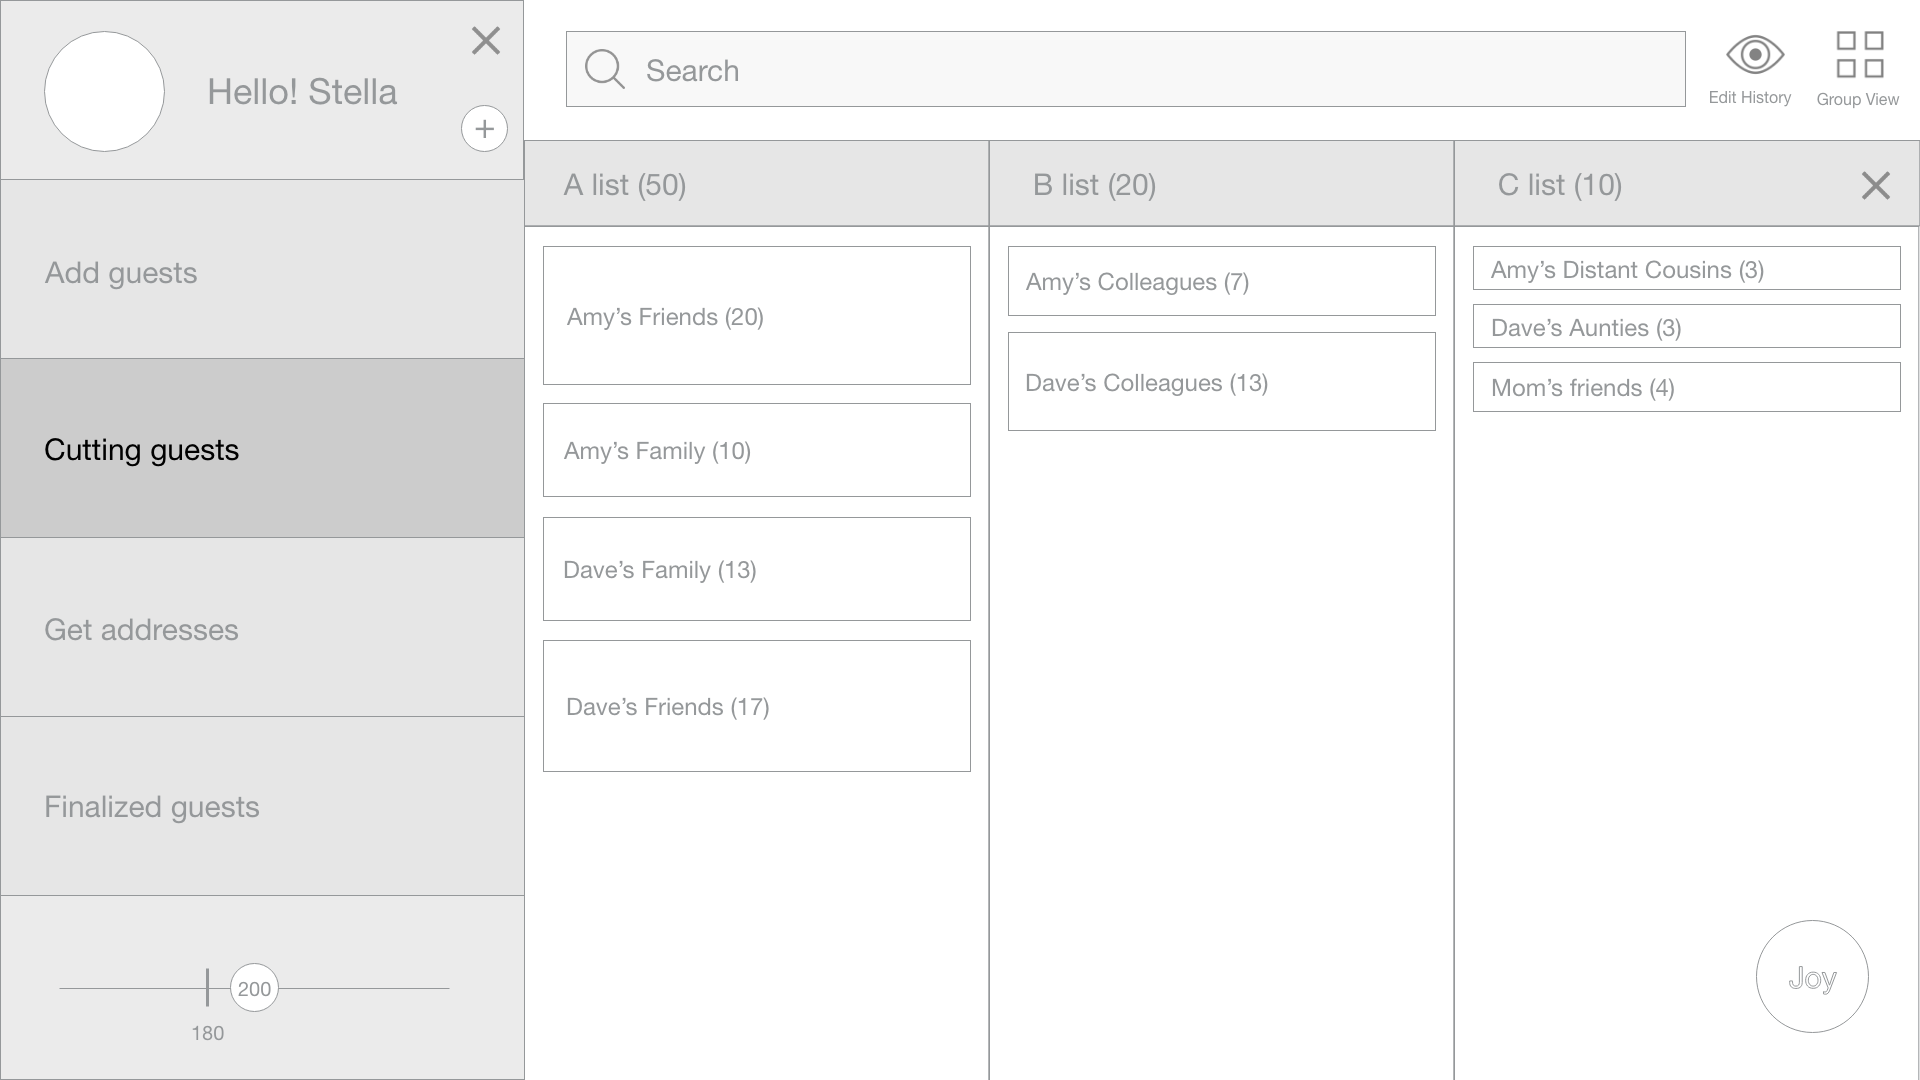 Hello! Stella
Add guests
Cutting guests
Get addresses
Finalized guests
200
180
Search
Edit History
Group View
A list (50)
Amy’s Friends (20)
Amy’s Family (10)
Dave’s Family (13)
Dave’s Friends (17)
B list (20)
Amy’s Colleagues (7)
Dave’s Colleagues (13)
C list (10)
Amy’s Distant Cousins (3)
Dave’s Aunties (3)
Mom’s friends (4)
Joy